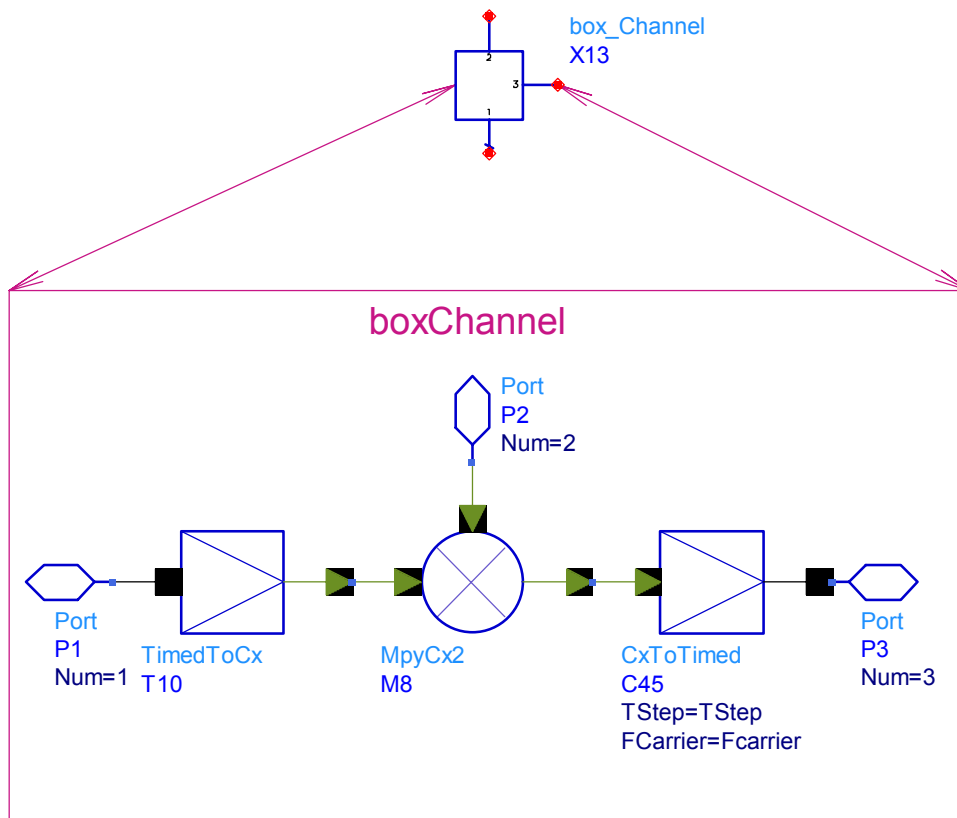 box_Channel
X13
2
3
1
boxChannel
Port
P2
Num=2
Port
P1
Num=1
TimedToCx
T10
MpyCx2
M8
CxToTimed
C45
TStep=TStep
FCarrier=Fcarrier
Port
P3
Num=3